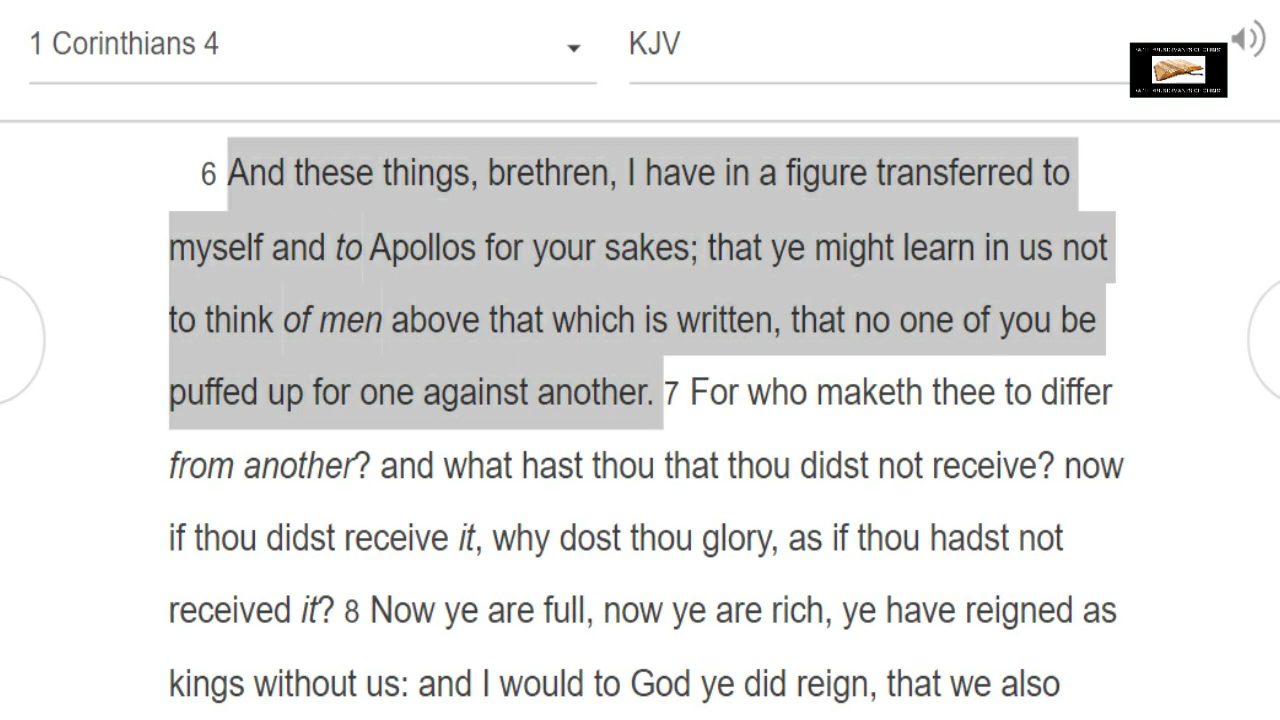 1 Corinthians 4
KJV
6 And these things, brethren, I have in a figure transferred to
myself and to Apollos for your sakes; that ye might learn in us not
to think of men above that which is written, that no one of you be
puffed up for one against another. 7 For who maketh thee to differ
from another? and what hast thou that thou didst not receive? now
if thou didst receive it, why dost thou glory, as if thou hadst not
received it? 8 Now ye are full, now ye are rich, ye have reigned as
kings without us: and I would to God ye did reign, that we also